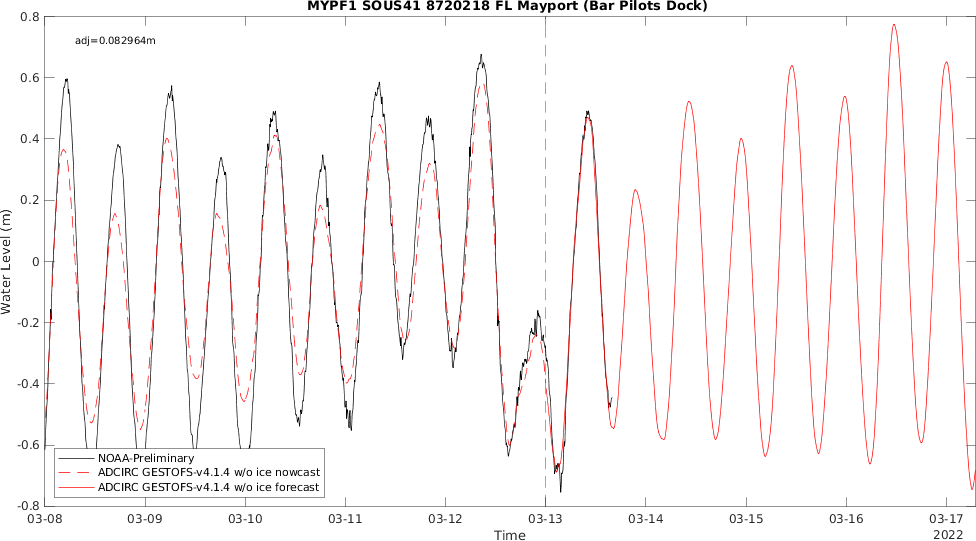 MYPF1 SOUS41 8720218 FL Mayport (Bar Pilots Dock)
adj=0.082964m
0.8
0.6
0.4
0.2
0
-0.2
-0.4
-0.6
-0.8
Water Level (m)
NOAA-Preliminary
ADCIRC GESTOFS-v4.1.4 w/o ice nowcast
ADCIRC GESTOFS-v4.1.4 w/o ice forecast
03-08 03-09 03-10 03-11 03-12 03-13 03-14 03-15 03-16 03-17
Time
2022